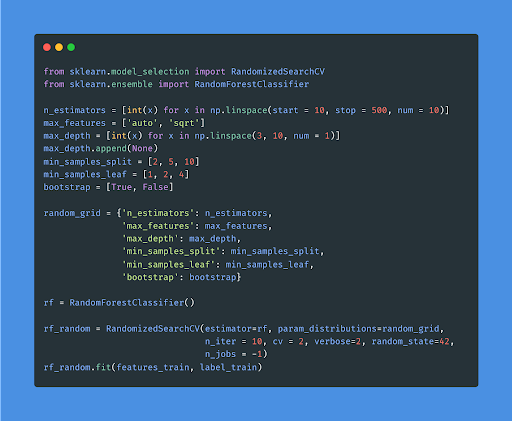 from sklearn.model_selection import RandomizedSearchCV
from sklearn.ensemble import RandomForestClassifier
n_estimators = [int(x) for x in np.linspace(start = 10, stop = 500, num = 10)]
max_features = ['auto', 'sqrt']
max_depth = [int(x) for x in np.linspace(3, 10, num = 1)]
max_depth.append(None)
min_samples_split = [2, 5, 10]
min_samples_leaf = [1, 2, 4]
bootstrap = [True, False]
random_grid = {'n_estimators': n_estimators,
'max_features': max_features,
'max_depth': max_depth,
'min_samples_split': min_samples_split,
'min_samples_leaf': min_samples_leaf,
'bootstrap': bootstrap}
rf = RandomForestClassifier()
rf_random = RandomizedSearchCV(estimator=rf, param_distributions=random_grid,
n_iter = 10, cv = 2, verbose=2, random_state=42,
n_jobs = -1)
rf_random.fit(features_train, label_train)